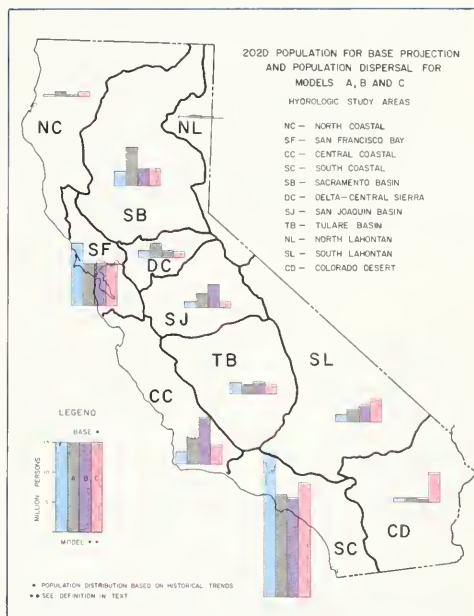 2020 POPULATION FOR BASE PROJECTION
AND POPULATION DISPERSAL FOR
MODELS A, B AND C
HYDROLOGIC STUDY AREAS
NC – NORTH COASTAL
SF – SAN FRANCISCO BAY
CC – CENTRAL COASTAL
SC – SOUTH COASTAL
SB – SACRAMENTO BASIN
DC – DELTA-CENTRAL SIERRA
SJ – SAN JOAQUIN BASIN
TB – TULARE BASIN
NL – NORTH LAHONTAN
SL – SOUTH LAHONTAN
CD – COLORADO DESERT
NC
NL
SB
SF
DC
SJ
TB
SL
CC
SC
CD
LEGEND
BASE *
MILLION PERSONS
15
10
5
A
B
C
MODEL **
* POPULATION DISTRIBUTION BASED ON HISTORICAL TRENDS
** SEE DEFINITION IN TEXT